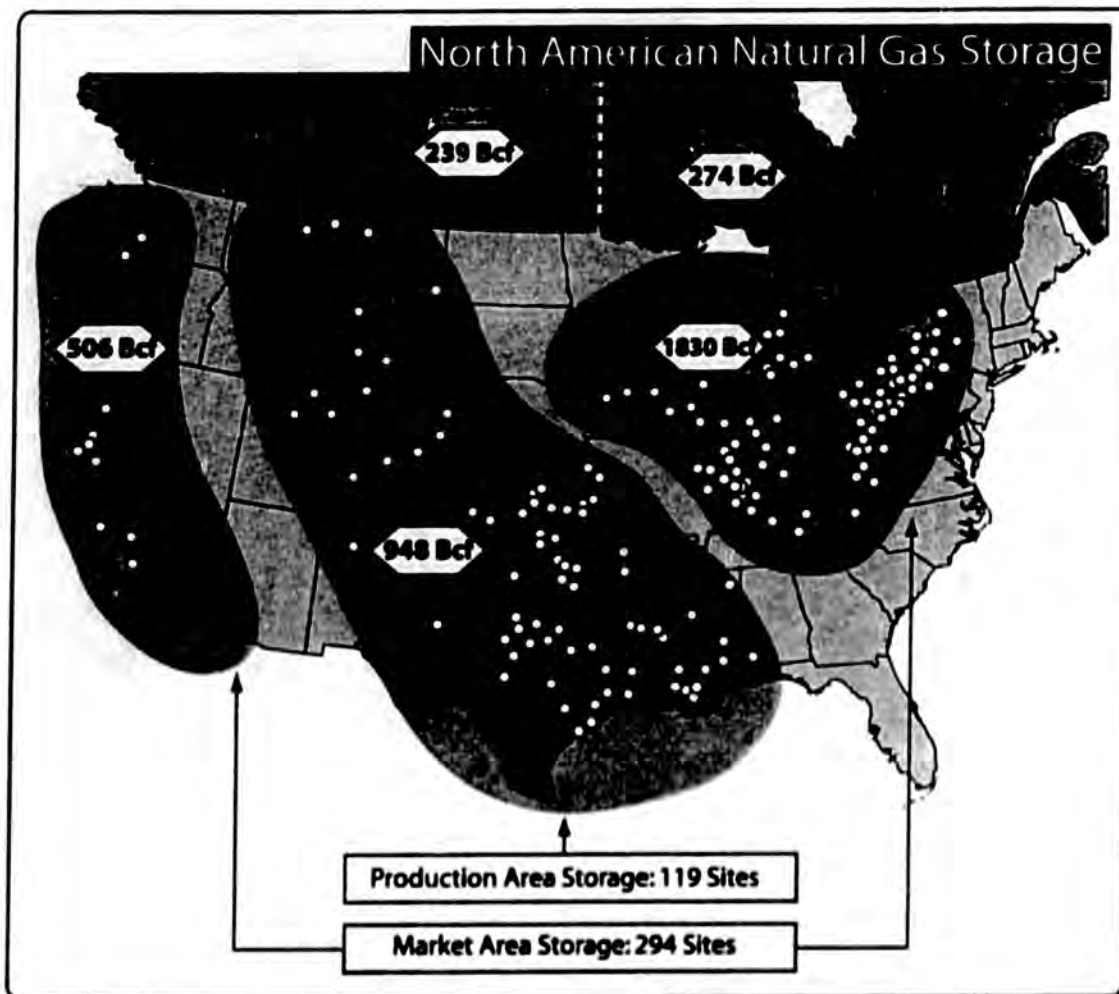 North American Natural Gas Storage
239 Bcf
274 Bcf
506 Bcf
1830 Bcf
948 Bcf
Production Area Storage: 119 Sites
Market Area Storage: 294 Sites